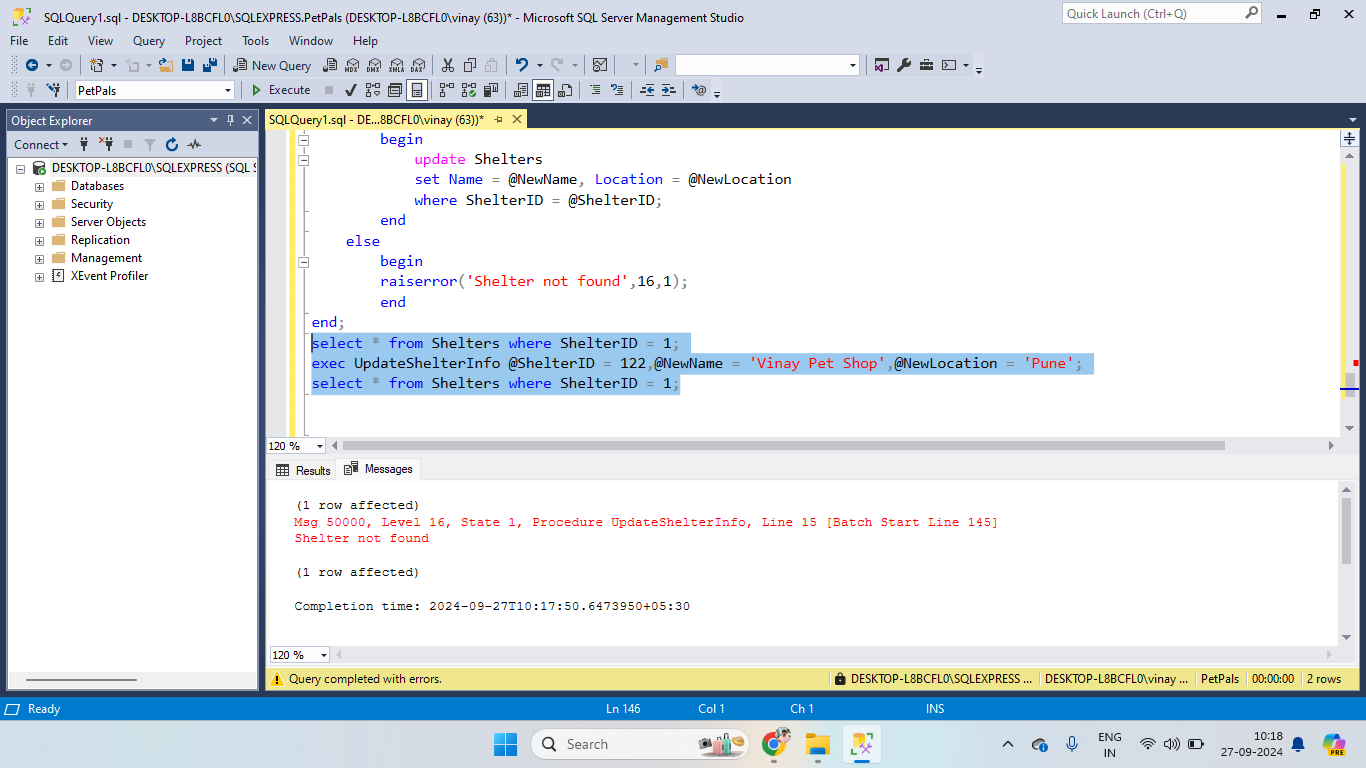 SQLQuery1.sql - DESKTOP-L8BCFL0\SQLEXPRESS.PetPals (DESKTOP-L8BCFL0\vinay (63))* - Microsoft SQL Server Management Studio
Quick Launch (Ctrl+Q)
File Edit View Query Project Tools Window Help
New Query MDX DMX XMLA DAX
PetPals Execute
Object Explorer
SQLQuery1.sql - DE...8BCFL0\vinay (63))*
Connect
DESKTOP-L8BCFL0\SQLEXPRESS (SQL S
Databases
Security
Server Objects
Replication
Management
XEvent Profiler
begin
update Shelters
set Name = @NewName, Location = @NewLocation
where ShelterID = @ShelterID;
end
else
begin
raiserror('Shelter not found',16,1);
end
end;
select * from Shelters where ShelterID = 1;
exec UpdateShelterInfo @ShelterID = 122,@NewName = 'Vinay Pet Shop',@NewLocation = 'Pune';
select * from Shelters where ShelterID = 1;
120 %
Results Messages
(1 row affected)
Msg 50000, Level 16, State 1, Procedure UpdateShelterInfo, Line 15 [Batch Start Line 145]
Shelter not found
(1 row affected)
Completion time: 2024-09-27T10:17:50.6473950+05:30
120 %
Query completed with errors. DESKTOP-L8BCFL0\SQLEXPRESS ... DESKTOP-L8BCFL0\vinay ... PetPals 00:00:00 2 rows
Ready Ln 146 Col 1 Ch 1 INS
Search
ENG
IN
10:18
27-09-2024
PRE